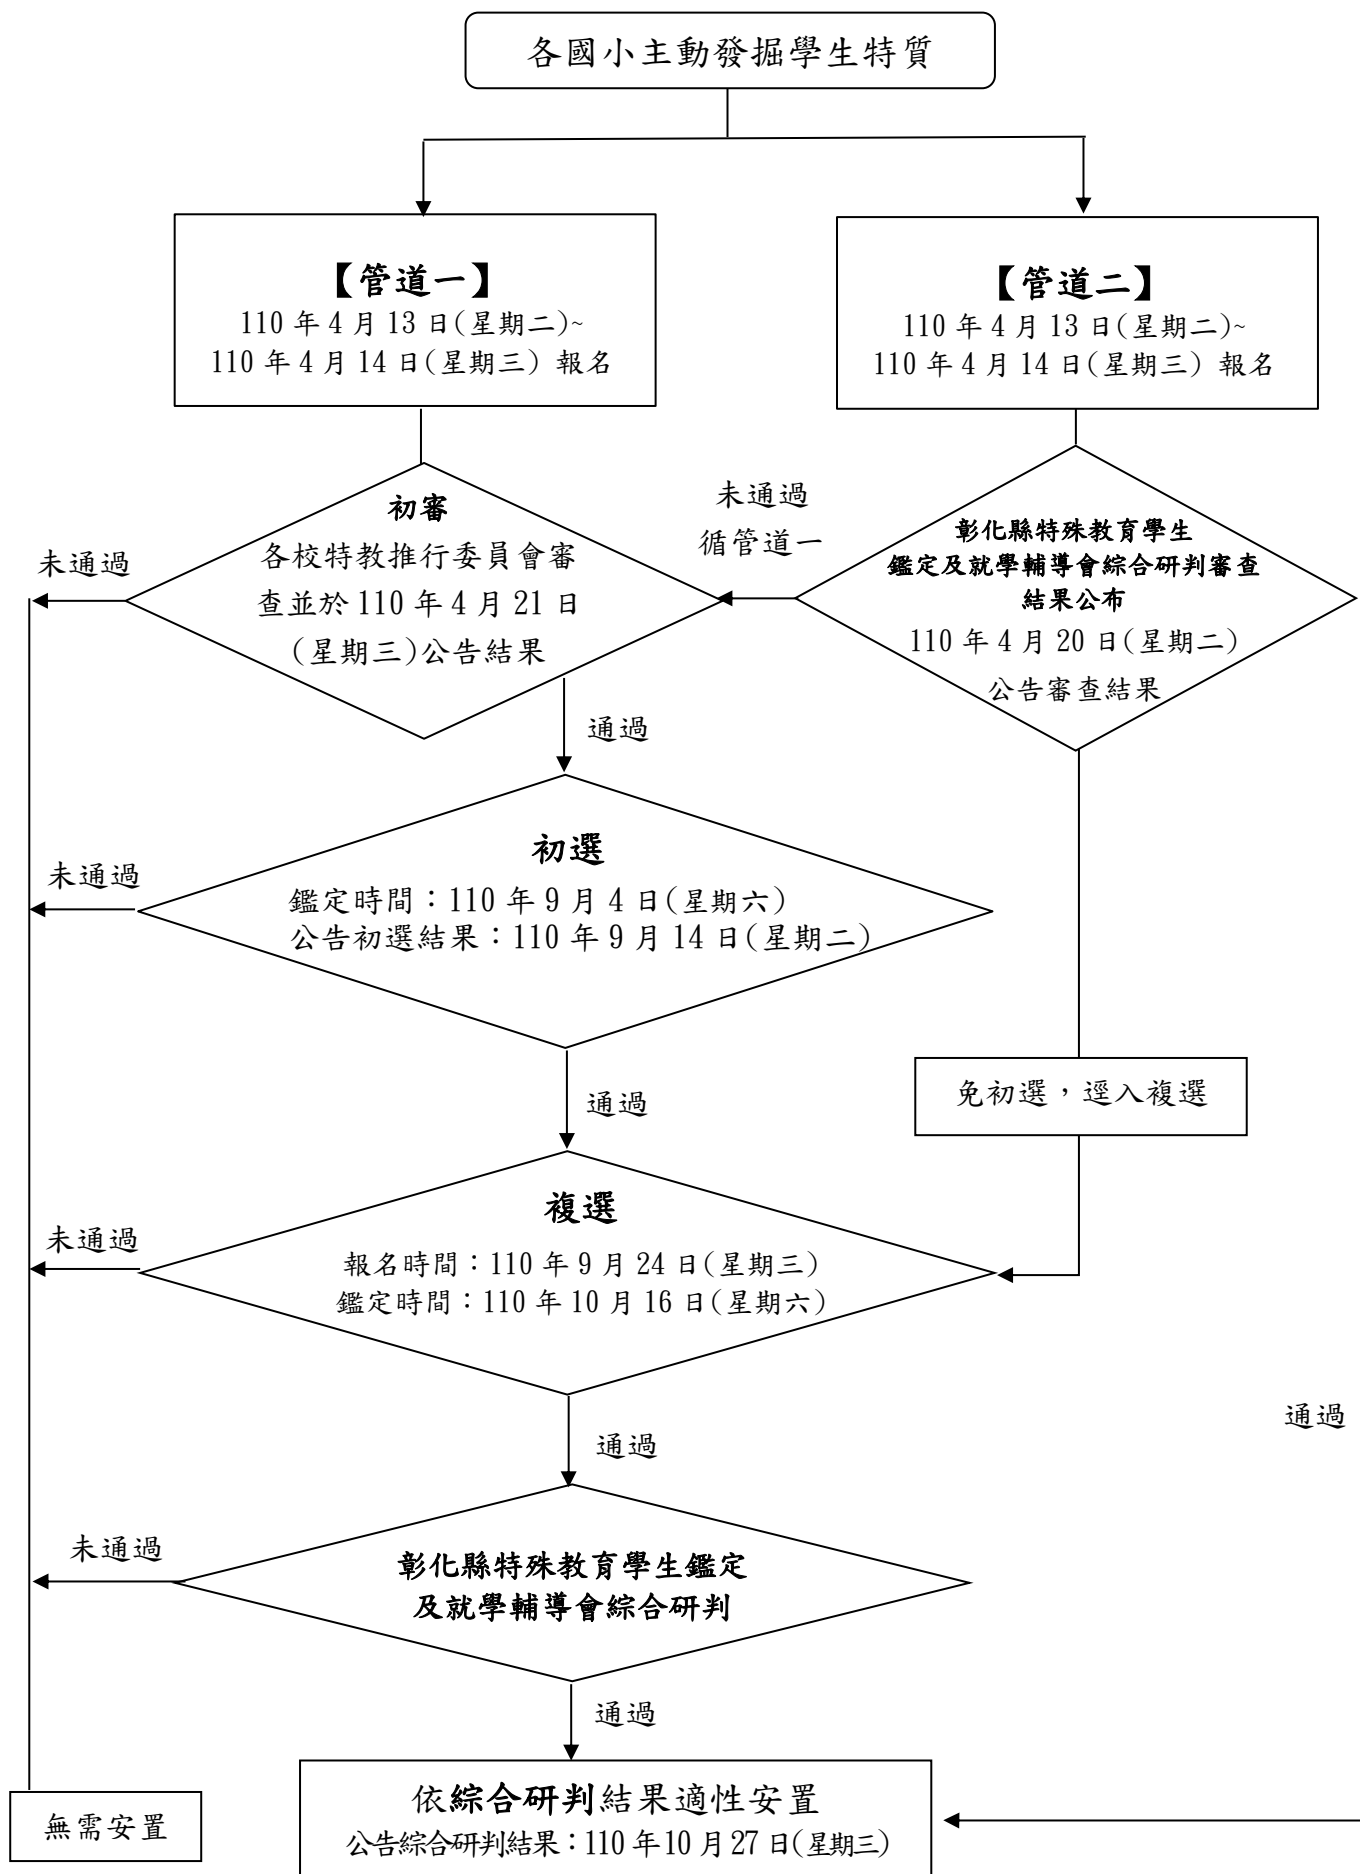 各國小主動發掘學生特質
【管道一】
110 年 4 月 13 日(星期二)~
110 年 4 月 14 日(星期三) 報名
【管道二】
110 年 4 月 13 日(星期二)~
110 年 4 月 14 日(星期三) 報名
初審
各校特教推行委員會審
查並於 110 年 4 月 21 日
(星期三)公告結果
未通過
未通過
循管道一
彰化縣特殊教育學生
鑑定及就學輔導會綜合研判審查
結果公布
110 年 4 月 20 日(星期二)
公告審查結果
通過
初選
鑑定時間：110 年 9 月 4 日(星期六)
公告初選結果：110 年 9 月 14 日(星期二)
未通過
通過
免初選，逕入複選
複選
報名時間：110 年 9 月 24 日(星期三)
鑑定時間：110 年 10 月 16 日(星期六)
未通過
通過
通過
彰化縣特殊教育學生鑑定
及就學輔導會綜合研判
未通過
通過
無需安置
依綜合研判結果適性安置
公告綜合研判結果：110 年 10 月 27 日(星期三)